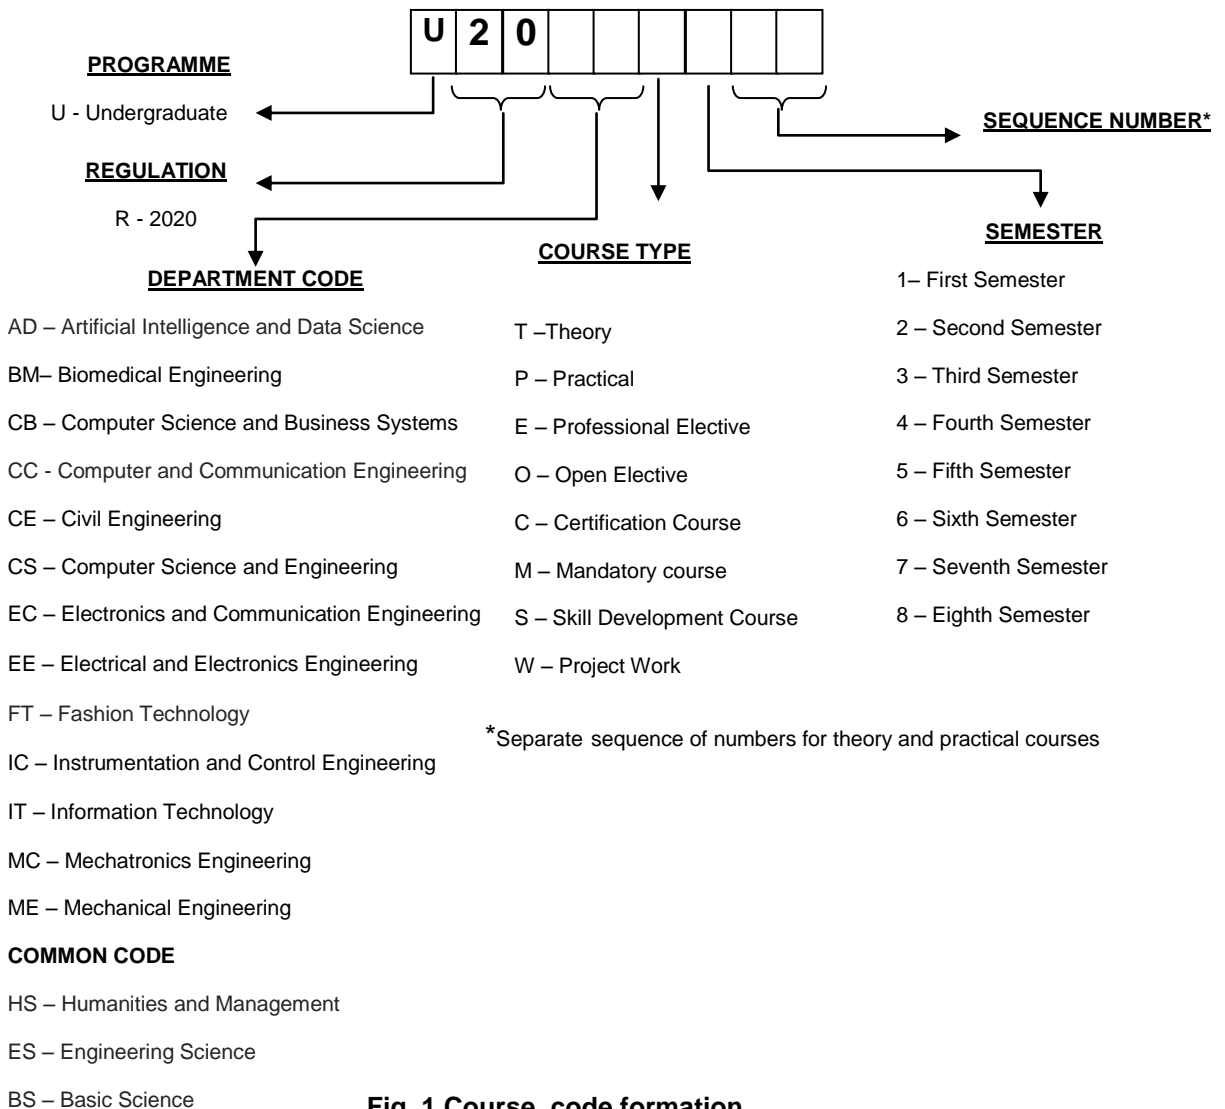 U 2 0
PROGRAMME
U - Undergraduate
SEQUENCE NUMBER*
REGULATION
R - 2020
SEMESTER
COURSE TYPE
DEPARTMENT CODE
1– First Semester
2 – Second Semester
3 – Third Semester
4 – Fourth Semester
5 – Fifth Semester
6 – Sixth Semester
7 – Seventh Semester
8 – Eighth Semester
T –Theory
P – Practical
E – Professional Elective
O – Open Elective
C – Certification Course
M – Mandatory course
S – Skill Development Course
W – Project Work
*Separate sequence of numbers for theory and practical courses
AD – Artificial Intelligence and Data Science
BM– Biomedical Engineering
CB – Computer Science and Business Systems
CC - Computer and Communication Engineering
CE – Civil Engineering
CS – Computer Science and Engineering
EC – Electronics and Communication Engineering
EE – Electrical and Electronics Engineering
FT – Fashion Technology
IC – Instrumentation and Control Engineering
IT – Information Technology
MC – Mechatronics Engineering
ME – Mechanical Engineering
COMMON CODE
HS – Humanities and Management
ES – Engineering Science
BS – Basic Science
Fig. 1 Course code formation